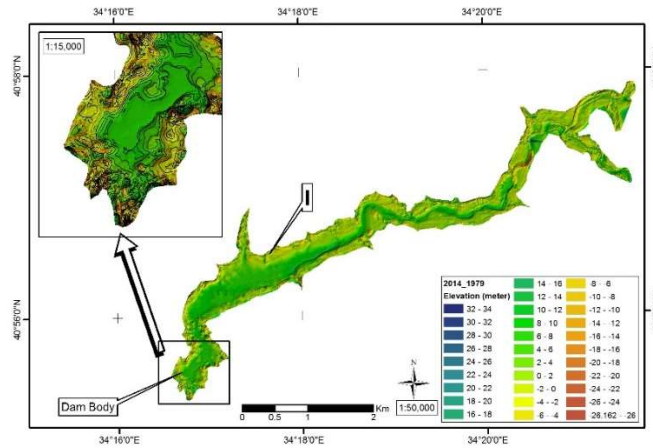 34°16'0"E
34°18'0"E
34°20'0"E
1:15,000
40°58'0"N
40°56'0"N
I
Dam Body
2014_1979
Elevation (meter)
32 - 34
30 - 32
28 - 30
26 - 28
24 - 26
22 - 24
20 - 22
18 - 20
16 - 18
14 - 16
12 - 14
10 - 12
8 - 10
6 - 8
4 - 6
2 - 4
0 - 2
-2 - 0
-4 - -2
-6 - -4
-8 - -6
-10 - -8
-12 - -10
-14 - -12
-16 - -14
-18 - -16
-20 - -18
-22 - -20
-24 - -22
-26 - -24
N
0 0.5 1 2
Km
1:50,000
34°16'0"E
34°18'0"E
34°20'0"E